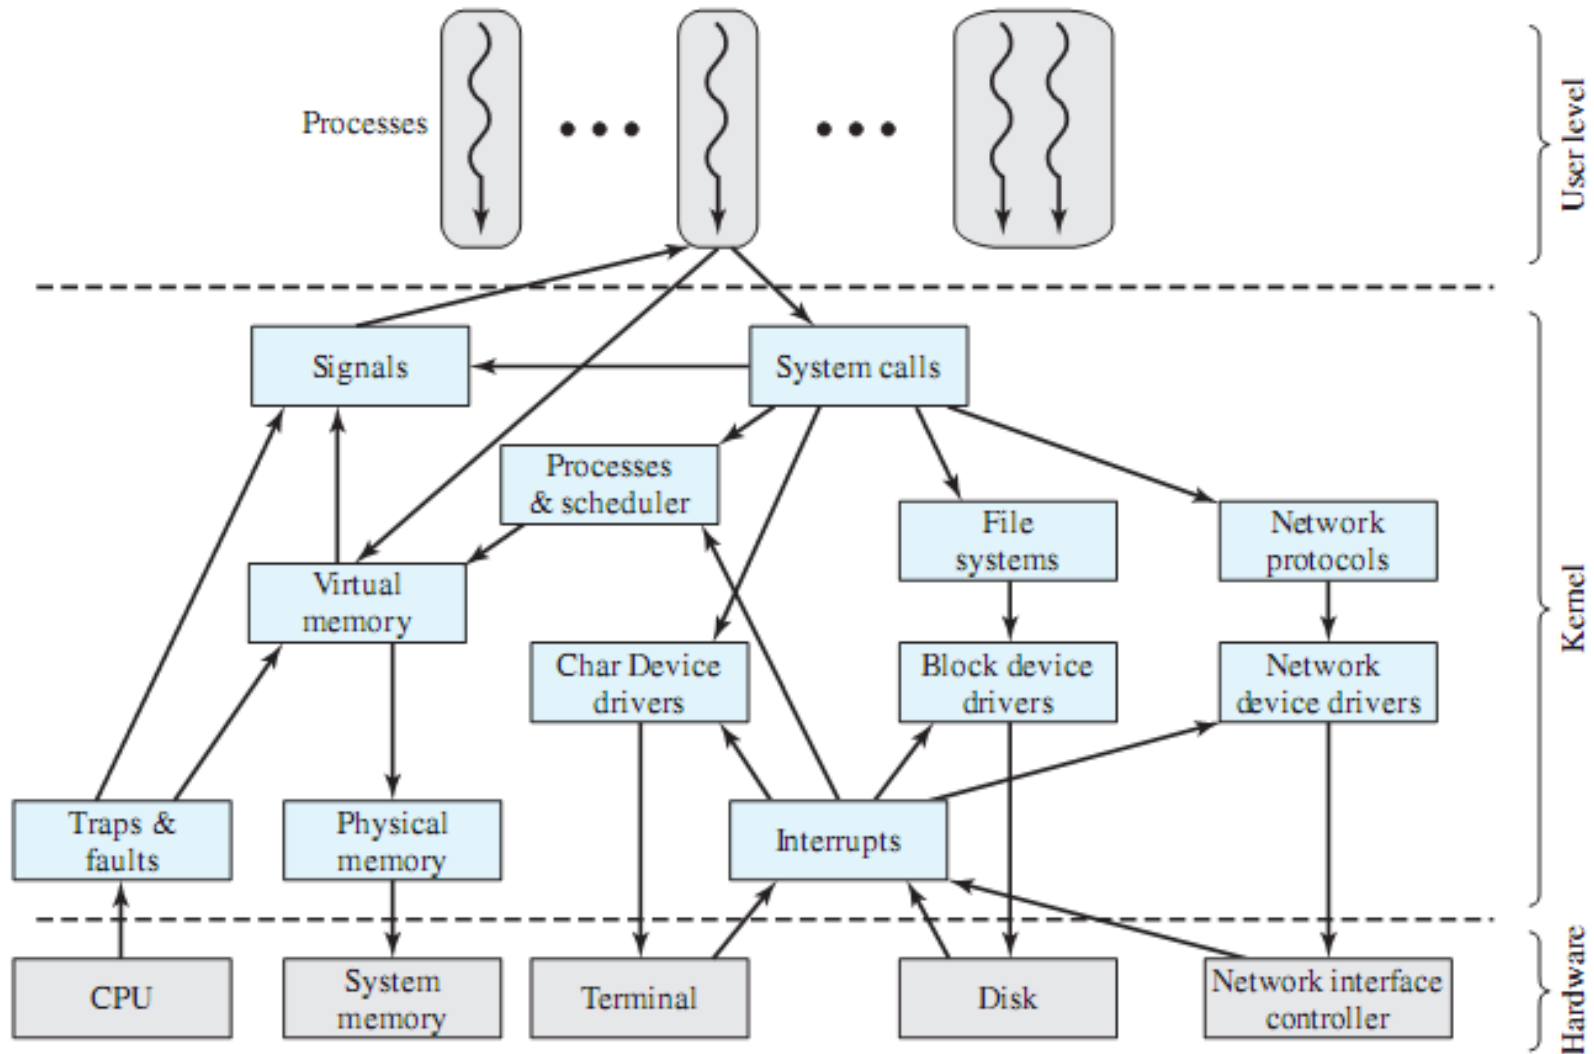 Processes
User level
Signals
System calls
Processes
& scheduler
File
systems
Network
protocols
Virtual
memory
Kernel
Char Device
drivers
Block device
drivers
Network
device drivers
Traps &
faults
Physical
memory
Interrupts
CPU
System
memory
Terminal
Disk
Network interface
controller
Hardware